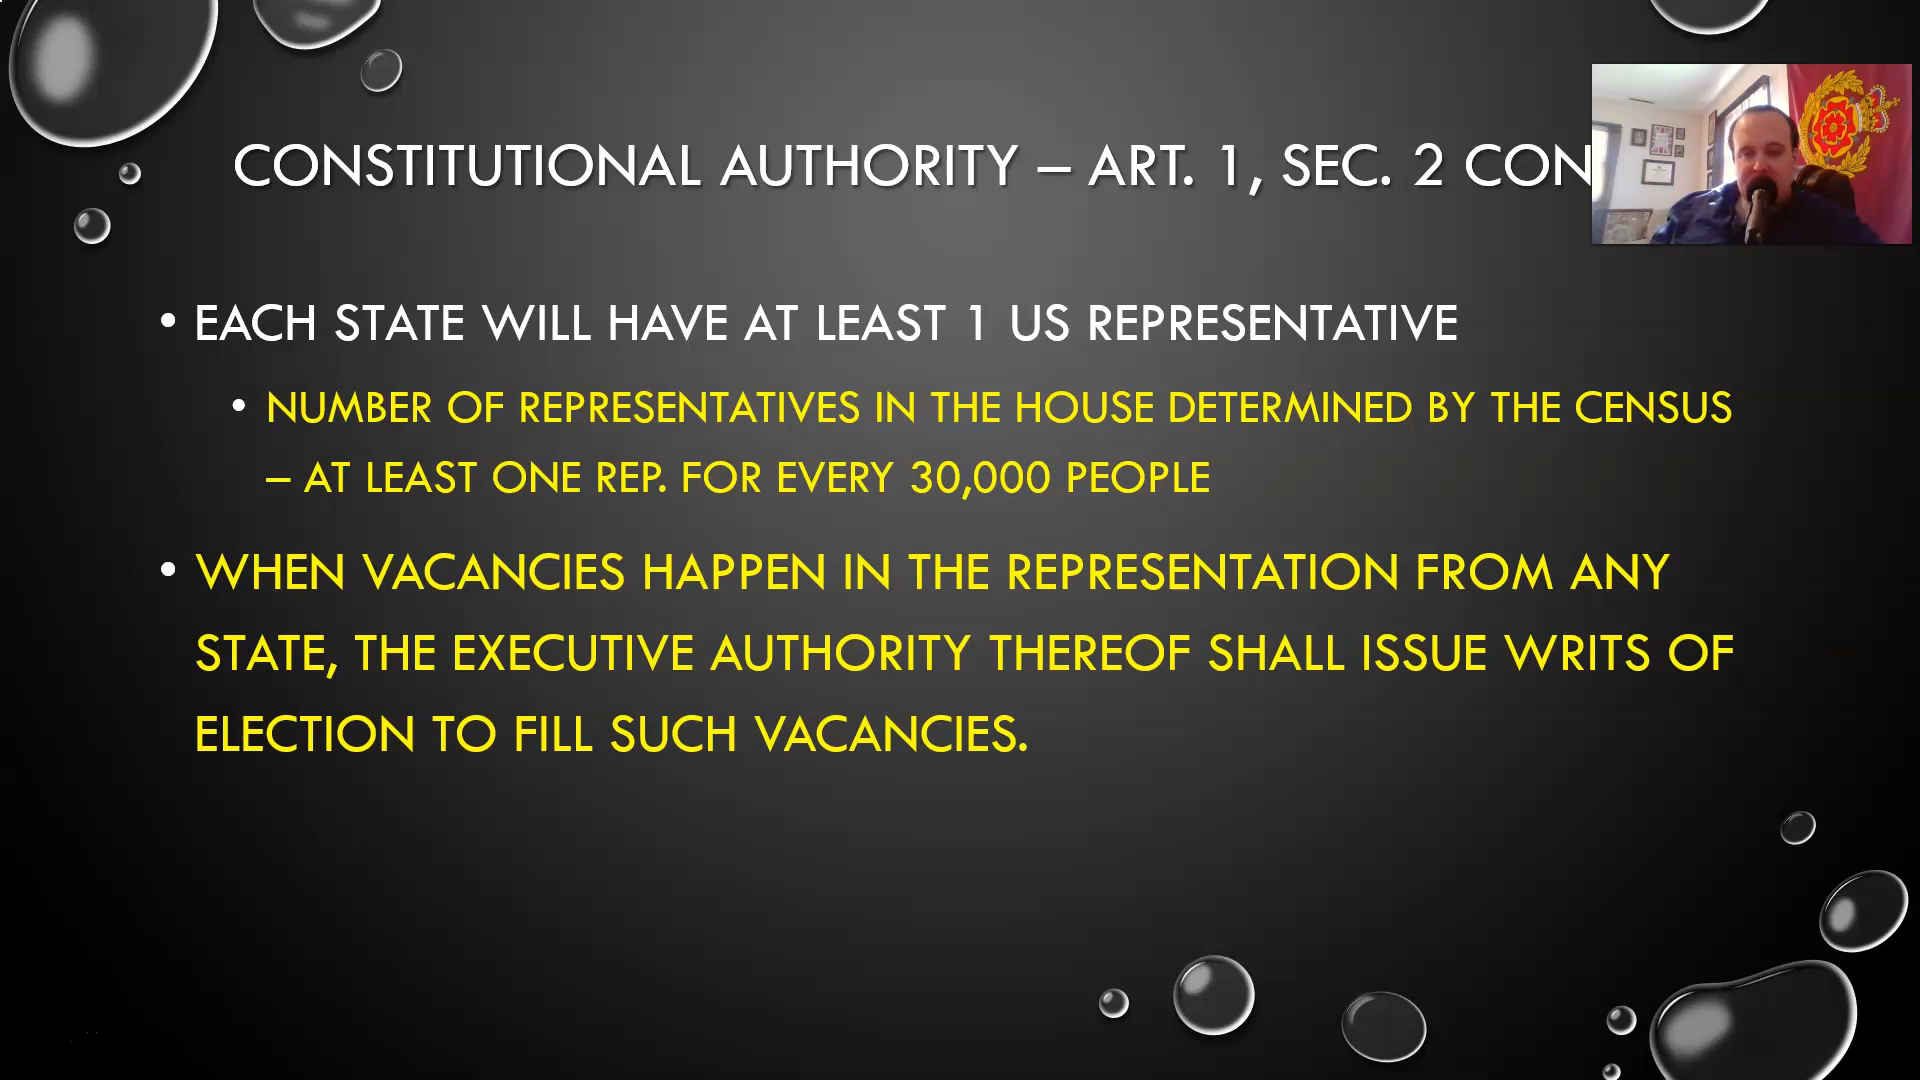 CONSTITUTIONAL AUTHORITY – ART. 1, SEC. 2 CON
• EACH STATE WILL HAVE AT LEAST 1 US REPRESENTATIVE
• NUMBER OF REPRESENTATIVES IN THE HOUSE DETERMINED BY THE CENSUS
– AT LEAST ONE REP. FOR EVERY 30,000 PEOPLE
• WHEN VACANCIES HAPPEN IN THE REPRESENTATION FROM ANY
STATE, THE EXECUTIVE AUTHORITY THEREOF SHALL ISSUE WRITS OF
ELECTION TO FILL SUCH VACANCIES.